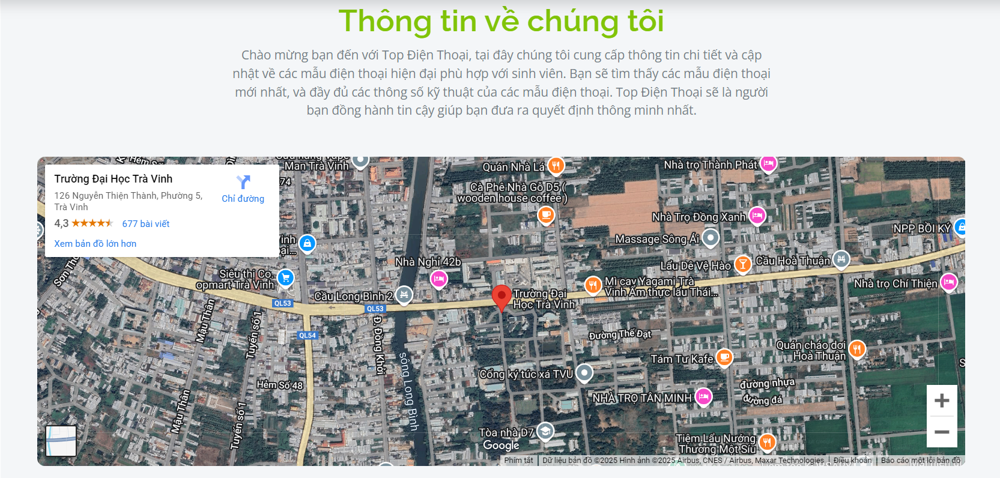 Thông tin về chúng tôi
Chào mừng bạn đến với Top Điện Thoại, tại đây chúng tôi cung cấp thông tin chi tiết và cập
nhật về các mẫu điện thoại hiện đại phù hợp với sinh viên. Bạn sẽ tìm thấy các mẫu điện thoại
mới nhất, và đầy đủ các thông số kỹ thuật của các mẫu điện thoại. Top Điện Thoại sẽ là người
bạn đồng hành tin cậy giúp bạn đưa ra quyết định thông minh nhất.
Trường Đại Học Trà Vinh
126 Nguyễn Thiện Thành, Phường 5,
Trà Vinh
4,3
677 bài viết
Xem bản đồ lớn hơn
Chỉ đường
Man Trà Vinh
Quán Nhà Lá
Nhà trọ Thành Phát
Cà Phê Nhà Gỗ D5 (
wooden house coffee )
Nhà Trọ Đồng Xanh
NPP BỒI KÝ
Massage Sông Ái
Nhà Nghỉ 42b
Lẩu Dê Vệ Hào
Cầu Hoà Thuận
Siêu thị Co.
opmart Trà Vinh
Mì cay Yagami Trà
Vinh Ẩm thực lẩu Thái...
Nhà trọ Chí Thiện
Cầu Long Bình 2
Trường Đại
Học Trà Vinh
QL53
QL53
QL54
Mậu Thân
Tuyến số 1
Đ. Đồng Khởi
Đường Thế Đạt
Quán cháo dơi
Hoà Thuận
Tám Tư Kafe
sông Long Bình
Cổng ký túc xá TVU
Hẻm Số 48
đường nhựa
đường đá
NHÀ TRỌ TÂN MINH
Mậu Thân
Tuyến số 1
Tòa nhà D7
Tiệm Lẩu Nướng
Thương Một Síu
Google
Phím tắt
Dữ liệu bản đồ ©2025 Hình ảnh ©2025 Airbus, CNES / Airbus, Maxar Technologies
Điều khoản
Báo cáo một lỗi bản đồ